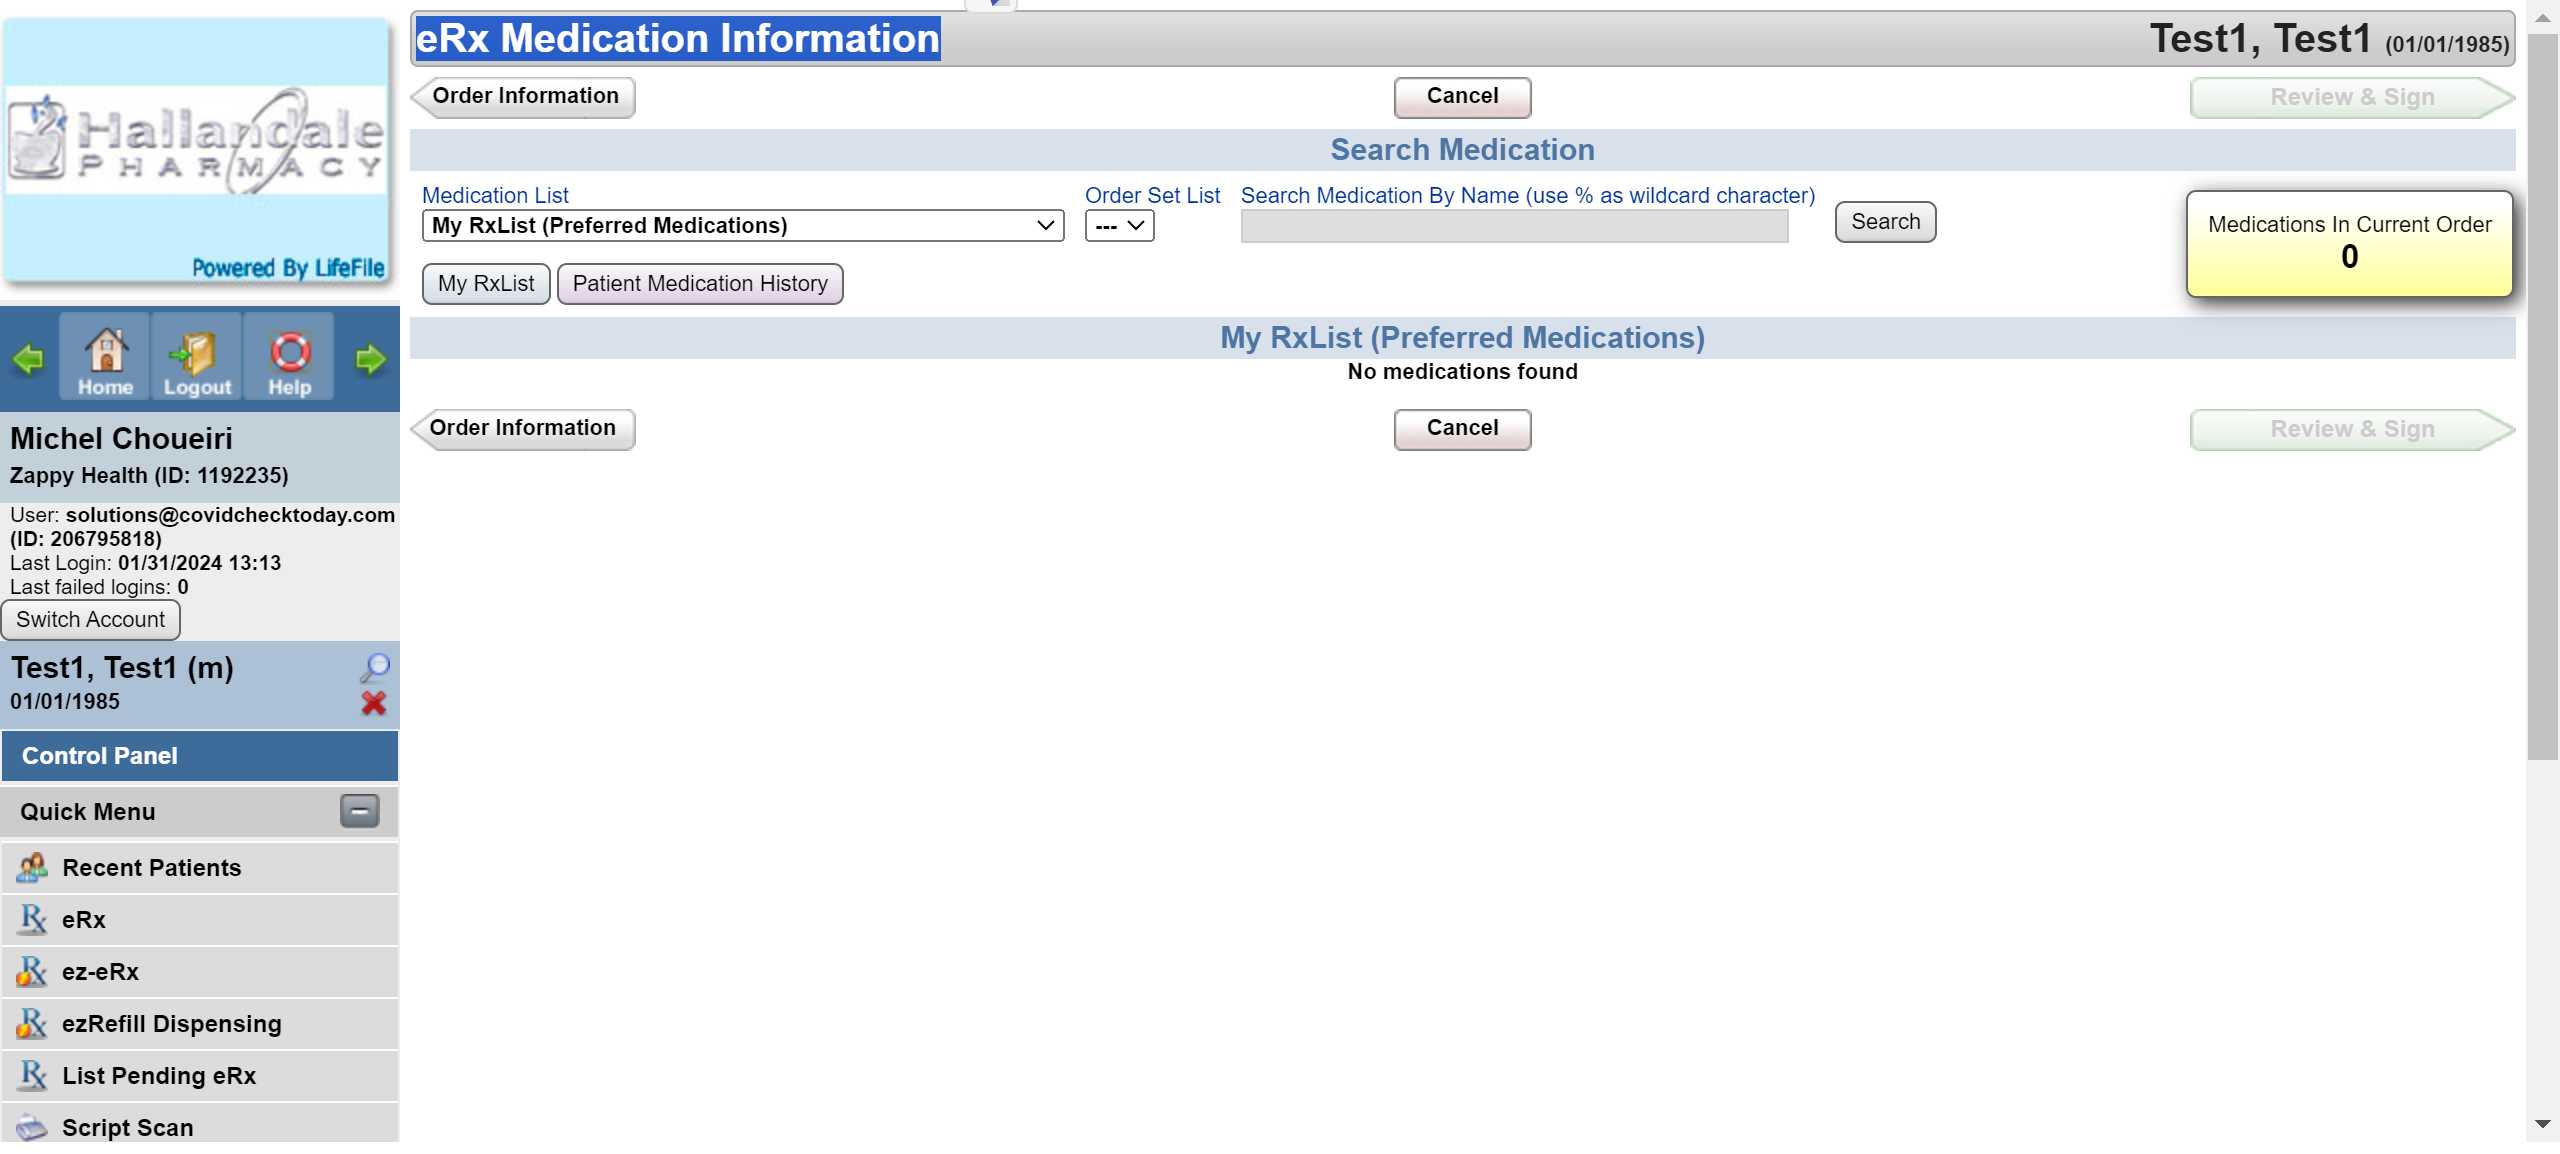 eRx Medication Information
Test1, Test1 (01/01/1985)
Order Information
Cancel
Review & Sign
Search Medication
Medication List
Order Set List
Search Medication By Name (use % as wildcard character)
My RxList (Preferred Medications)
---
Search
Medications In Current Order
0
My RxList
Patient Medication History
My RxList (Preferred Medications)
No medications found
Order Information
Cancel
Review & Sign
Hallandale
PHARMACY
Powered By LifeFile
Home
Logout
Help
Michel Choueiri
Zappy Health (ID: 1192235)
User: solutions@covidchecktoday.com
(ID: 206795818)
Last Login: 01/31/2024 13:13
Last failed logins: 0
Switch Account
Test1, Test1 (m)
01/01/1985
Control Panel
Quick Menu
Recent Patients
eRx
ez-eRx
ezRefill Dispensing
List Pending eRx
Script Scan